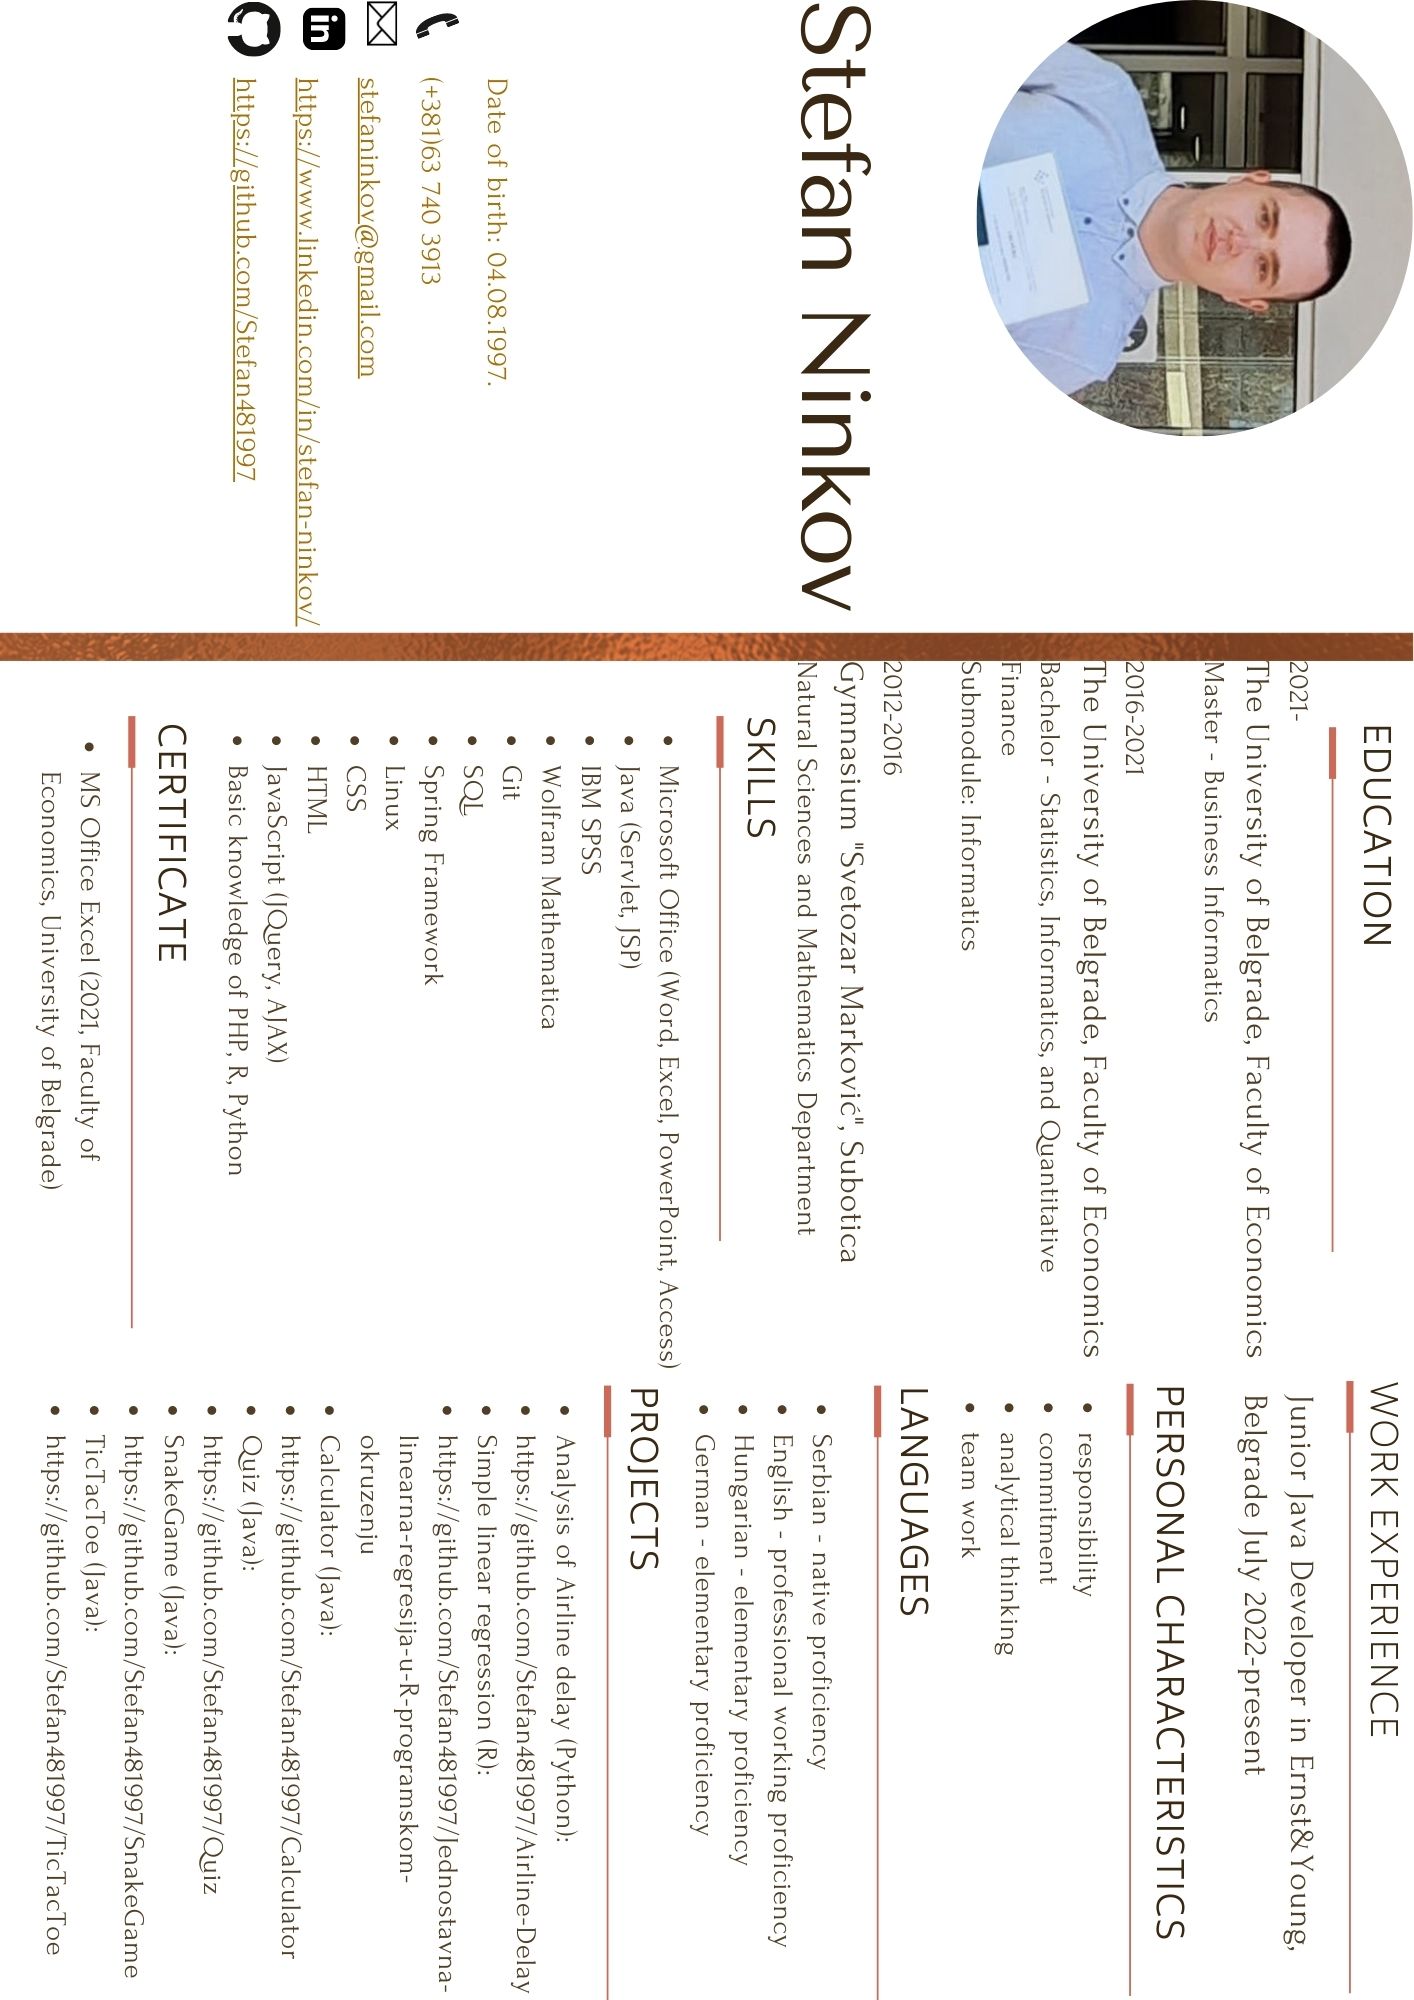 Stefan Ninkov
Date of birth: 04.08.1997.
(+381)63 740 3913
stefaninkov@gmail.com
https://www.linkedin.com/in/stefan-ninkov/
https://github.com/Stefan481997
EDUCATION
2021-
The University of Belgrade, Faculty of Economics
Master - Business Informatics
2016-2021
The University of Belgrade, Faculty of Economics
Bachelor - Statistics, Informatics, and Quantitative
Finance
Submodule: Informatics
2012-2016
Gymnasium "Svetozar Marković", Subotica
Natural Sciences and Mathematics Department
SKILLS
• Microsoft Office (Word, Excel, PowerPoint, Access)
• Java (Servlet, JSP)
• IBM SPSS
• Wolfram Mathematica
• Git
• SQL
• Spring Framework
• Linux
• CSS
• HTML
• JavaScript (JQuery, AJAX)
• Basic knowledge of PHP, R, Python
CERTIFICATE
• MS Office Excel (2021, Faculty of
Economics, University of Belgrade)
WORK EXPERIENCE
Junior Java Developer in Ernst&Young,
Belgrade July 2022-present
PERSONAL CHARACTERISTICS
• responsibility
• commitment
• analytical thinking
• team work
LANGUAGES
• Serbian - native proficiency
• English - professional working proficiency
• Hungarian - elementary proficiency
• German - elementary proficiency
PROJECTS
• Analysis of Airline delay (Python):
• https://github.com/Stefan481997/Airline-Delay
• Simple linear regression (R):
• https://github.com/Stefan481997/Jednostavna-
linearna-regresija-u-R-programskom-
okruzenju
• Calculator (Java):
• https://github.com/Stefan481997/Calculator
• Quiz (Java):
• https://github.com/Stefan481997/Quiz
• SnakeGame (Java):
• https://github.com/Stefan481997/SnakeGame
• TicTacToe (Java):
• https://github.com/Stefan481997/TicTacToe